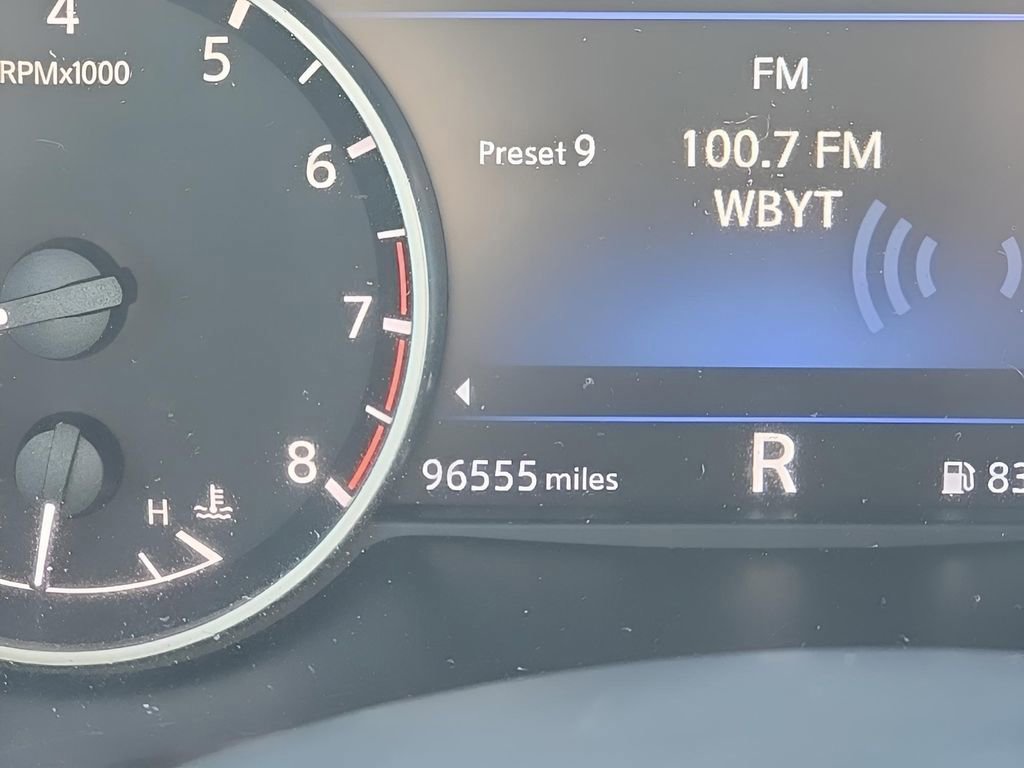 4
5
RPMx1000
6
7
8
H
FM
Preset 9
100.7 FM
WBYT
96555 miles
R
83